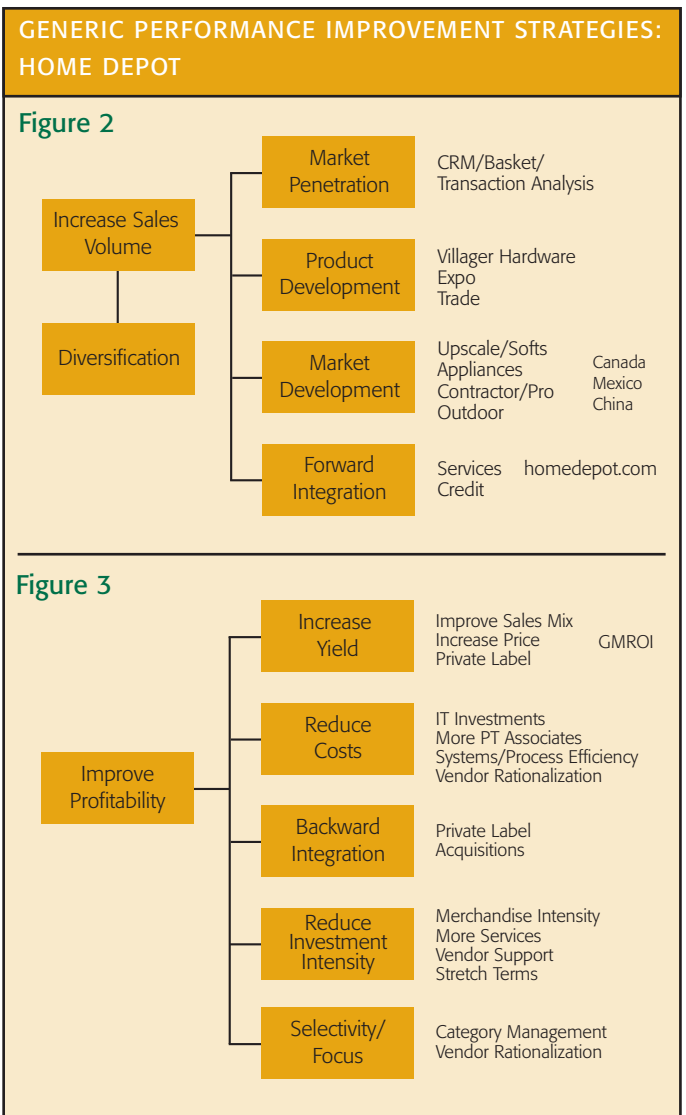 GENERIC PERFORMANCE IMPROVEMENT STRATEGIES:
HOME DEPOT
Figure 2
Increase Sales
Volume
Diversification
Market
Penetration
CRM/Basket/
Transaction Analysis
Product
Development
Villager Hardware
Expo
Trade
Market
Development
Upscale/Softs
Appliances
Contractor/Pro
Outdoor
Canada
Mexico
China
Forward
Integration
Services
Credit
homedepot.com
Figure 3
Improve
Profitability
Increase
Yield
Improve Sales Mix
Increase Price
Private Label
GMROI
Reduce
Costs
IT Investments
More PT Associates
Systems/Process Efficiency
Vendor Rationalization
Backward
Integration
Private Label
Acquisitions
Reduce
Investment
Intensity
Merchandise Intensity
More Services
Vendor Support
Stretch Terms
Selectivity/
Focus
Category Management
Vendor Rationalization